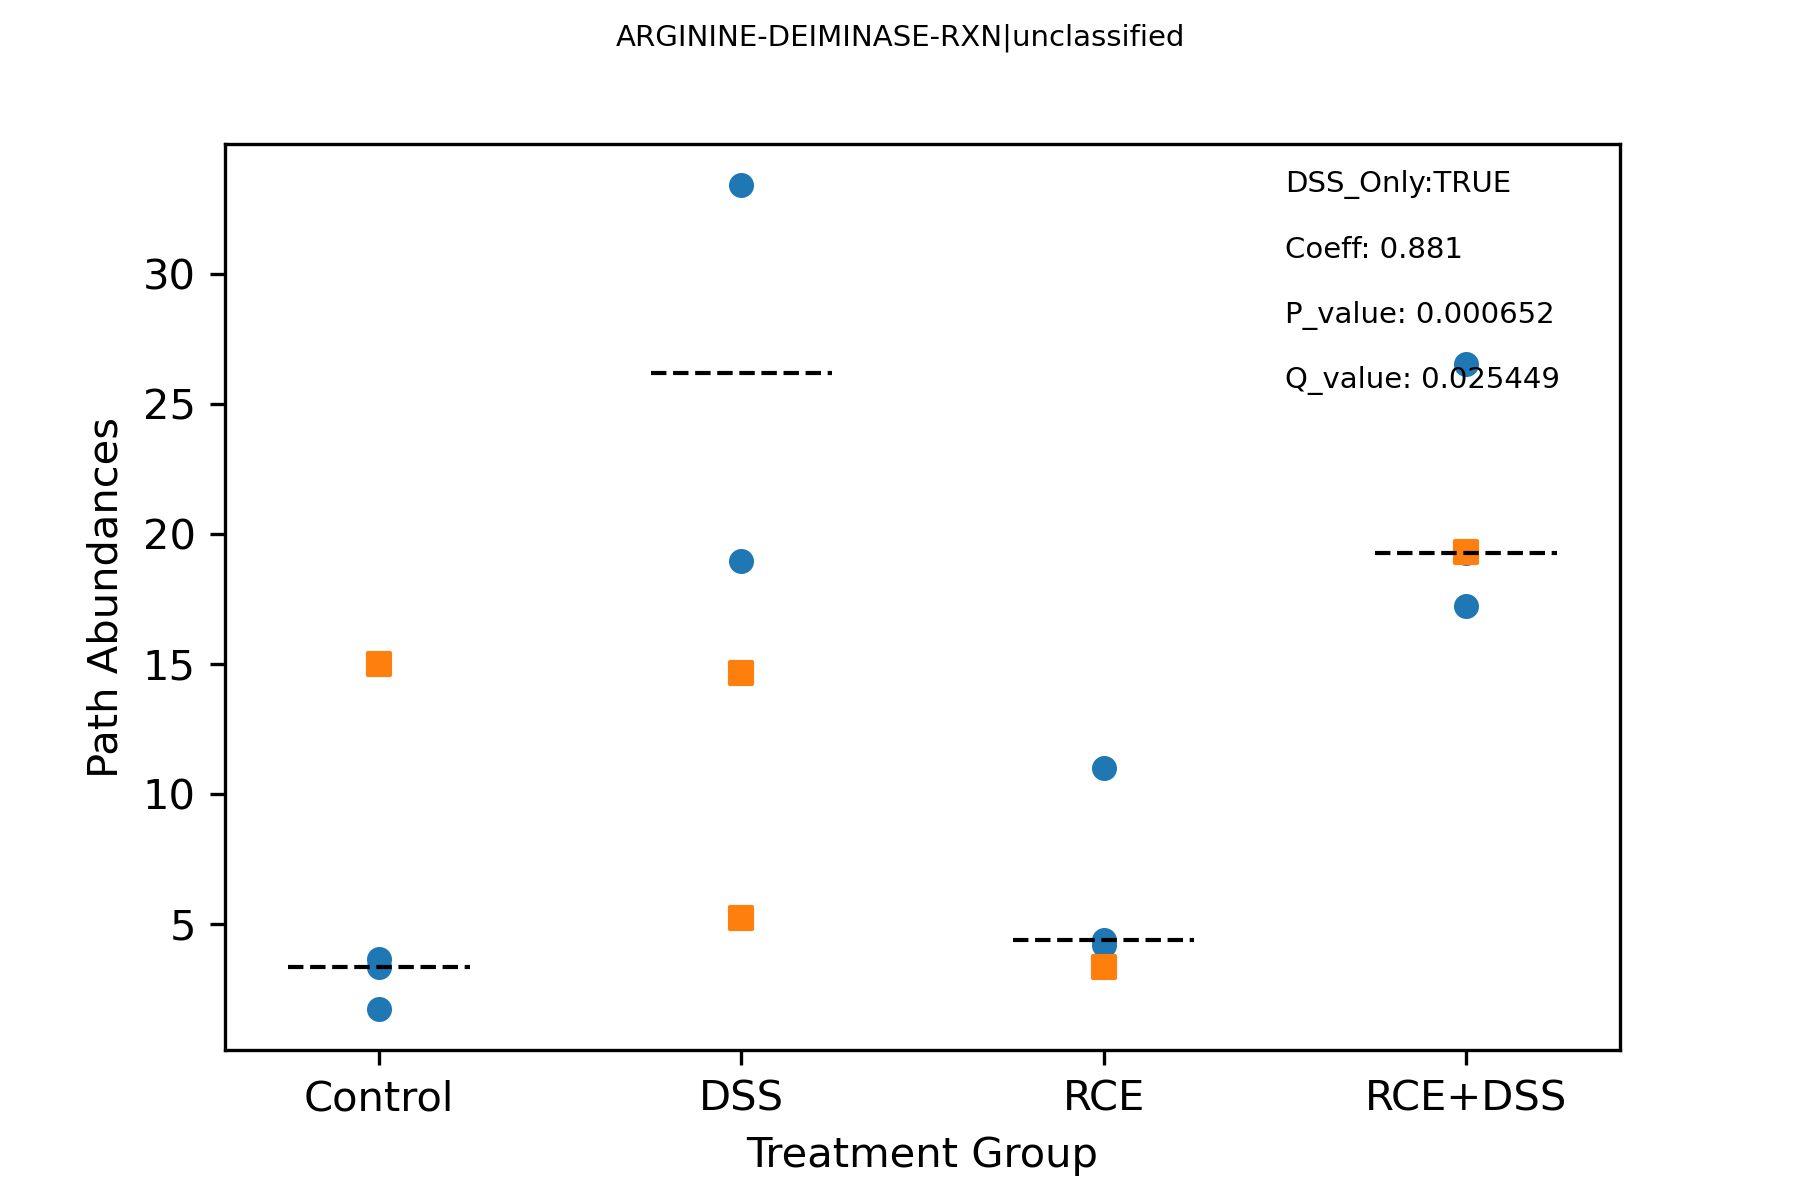 ARGININE-DEIMINASE-RXN|unclassified
DSS_Only:TRUE
Coeff: 0.881
P_value: 0.000652
Q_value: 0.025449
30
25
20
15
10
5
Path Abundances
Control
DSS
RCE
RCE+DSS
Treatment Group